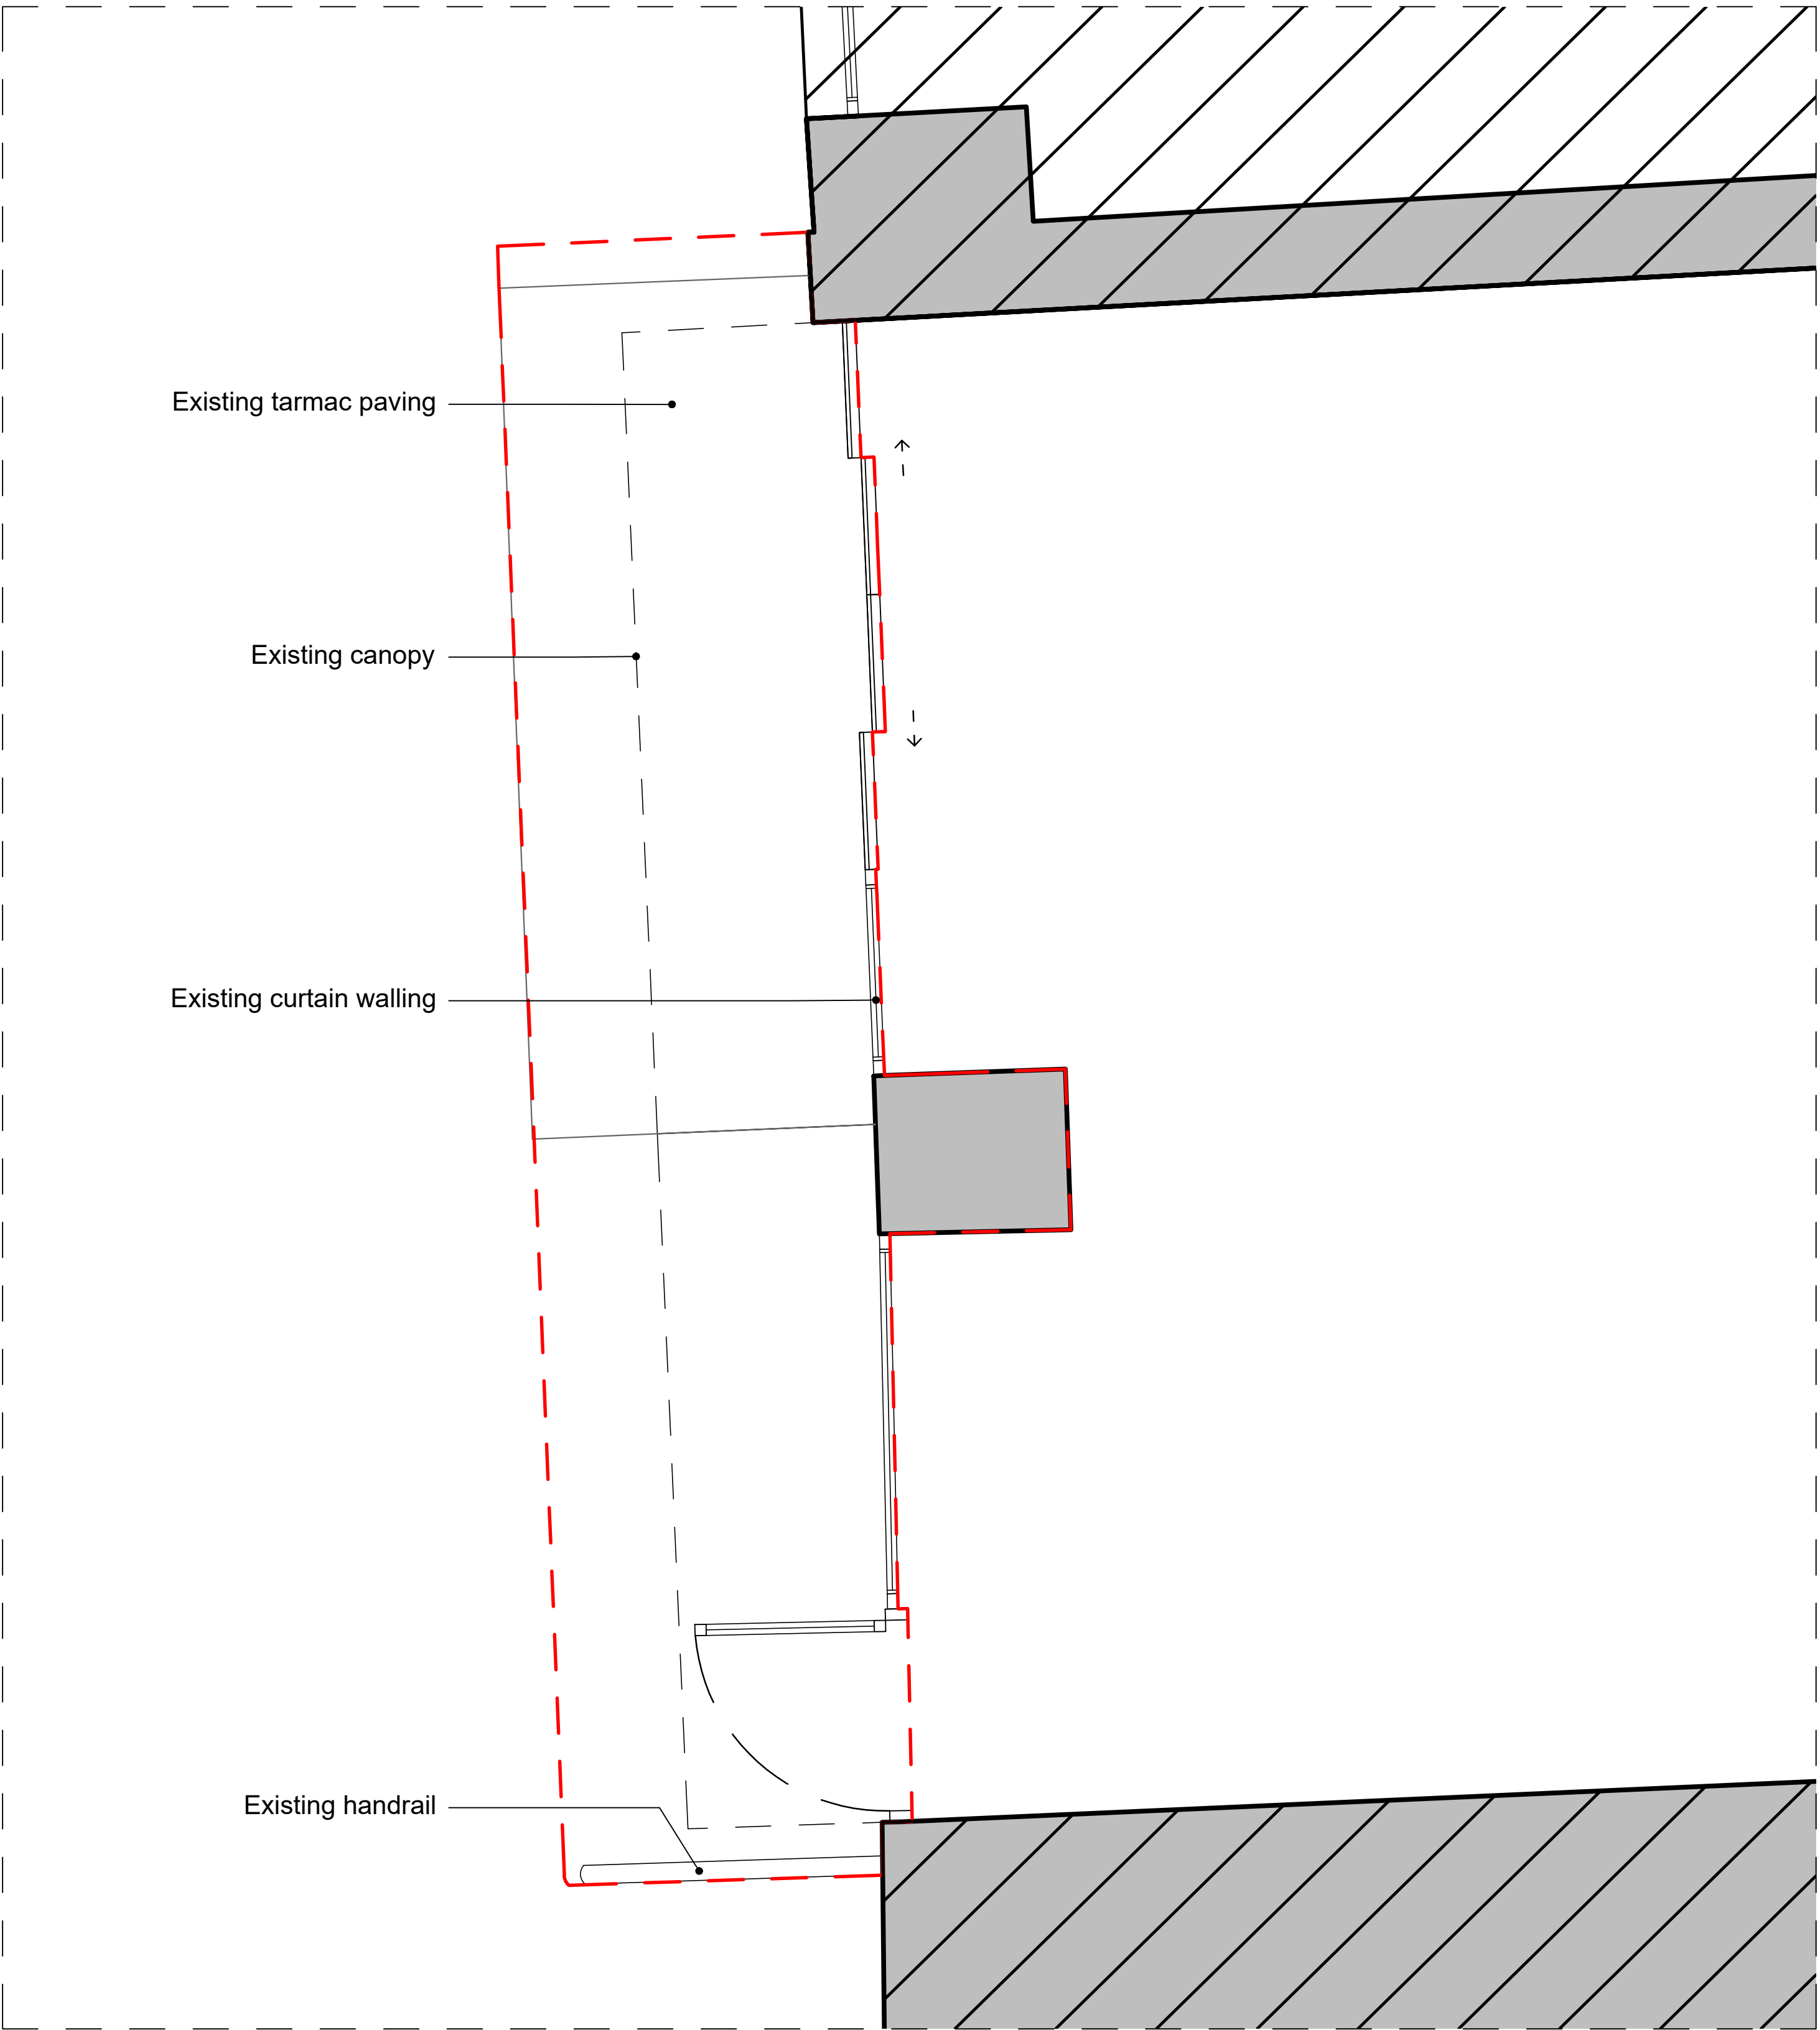 Existing tarmac paving
Existing canopy
Existing curtain walling
Existing handrail